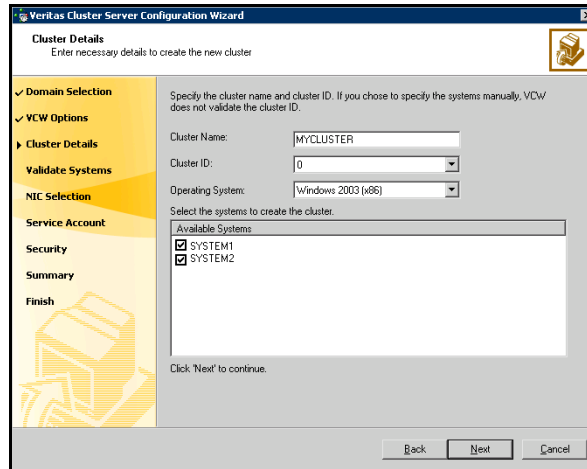 Veritas Cluster Server Configuration Wizard
Cluster Details
Enter necessary details to create the new cluster
Domain Selection
VCW Options
Cluster Details
Validate Systems
NIC Selection
Service Account
Security
Summary
Finish
Specify the cluster name and cluster ID. If you chose to specify the systems manually, VCW
does not validate the cluster ID.
Cluster Name: MYCLUSTER
Cluster ID: 0
Operating System: Windows 2003 (x86)
Select the systems to create the cluster.
Available Systems
SYSTEM1
SYSTEM2
Click 'Next' to continue.
Back Next Cancel